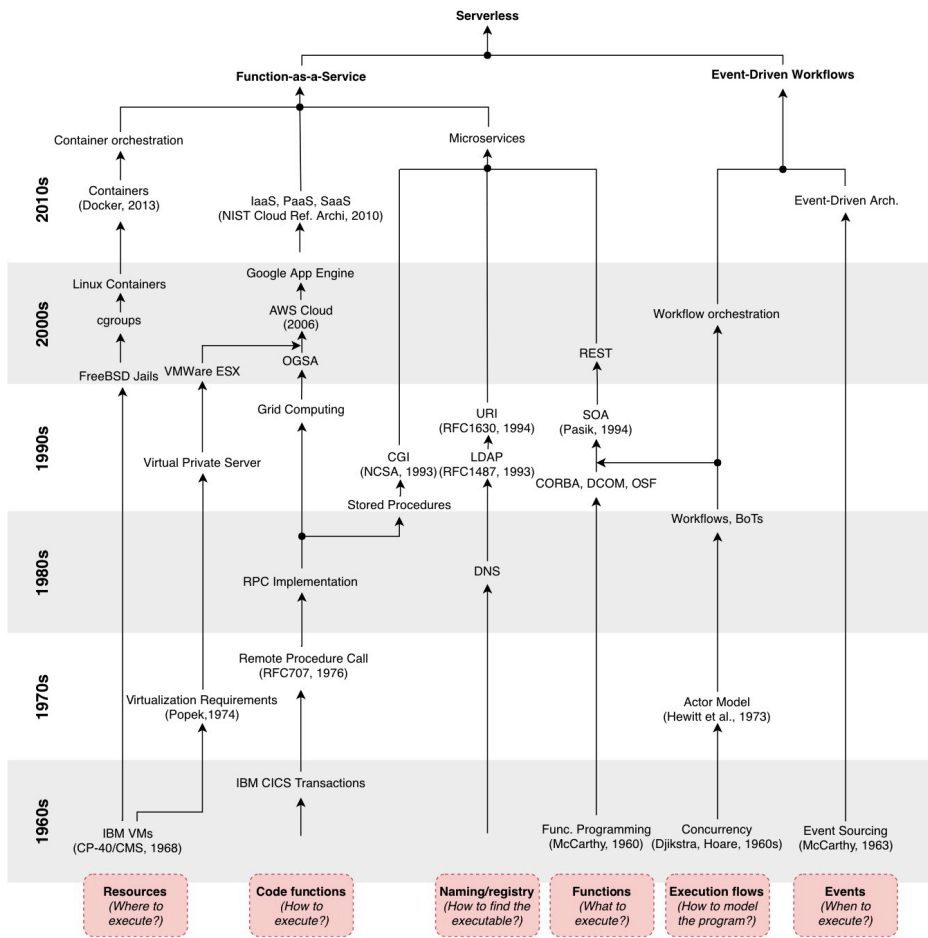 Serverless
Function-as-a-Service
Event-Driven Workflows
Container orchestration
Microservices
2010s
Containers
(Docker, 2013)
IaaS, PaaS, SaaS
(NIST Cloud Ref. Archi, 2010)
Event-Driven Arch.
2000s
Linux Containers
Google App Engine
cgroups
AWS Cloud
(2006)
Workflow orchestration
FreeBSD Jails
VMWare ESX
OGSA
REST
1990s
Grid Computing
URI
(RFC1630, 1994)
SOA
(Pasik, 1994)
Virtual Private Server
CGI
(NCSA, 1993)
LDAP
(RFC1487, 1993)
CORBA, DCOM, OSF
Stored Procedures
Workflows, BoTs
1980s
RPC Implementation
DNS
1970s
Remote Procedure Call
(RFC707, 1976)
Virtualization Requirements
(Popek,1974)
Actor Model
(Hewitt et al., 1973)
1960s
IBM CICS Transactions
IBM VMs
(CP-40/CMS, 1968)
Func. Programming
(McCarthy, 1960)
Concurrency
(Djikstra, Hoare, 1960s)
Event Sourcing
(McCarthy, 1963)
Resources
(Where to
execute?)
Code functions
(How to
execute?)
Naming/registry
(How to find the
executable?)
Functions
(What to
execute?)
Execution flows
(How to model
the program?)
Events
(When to
execute?)